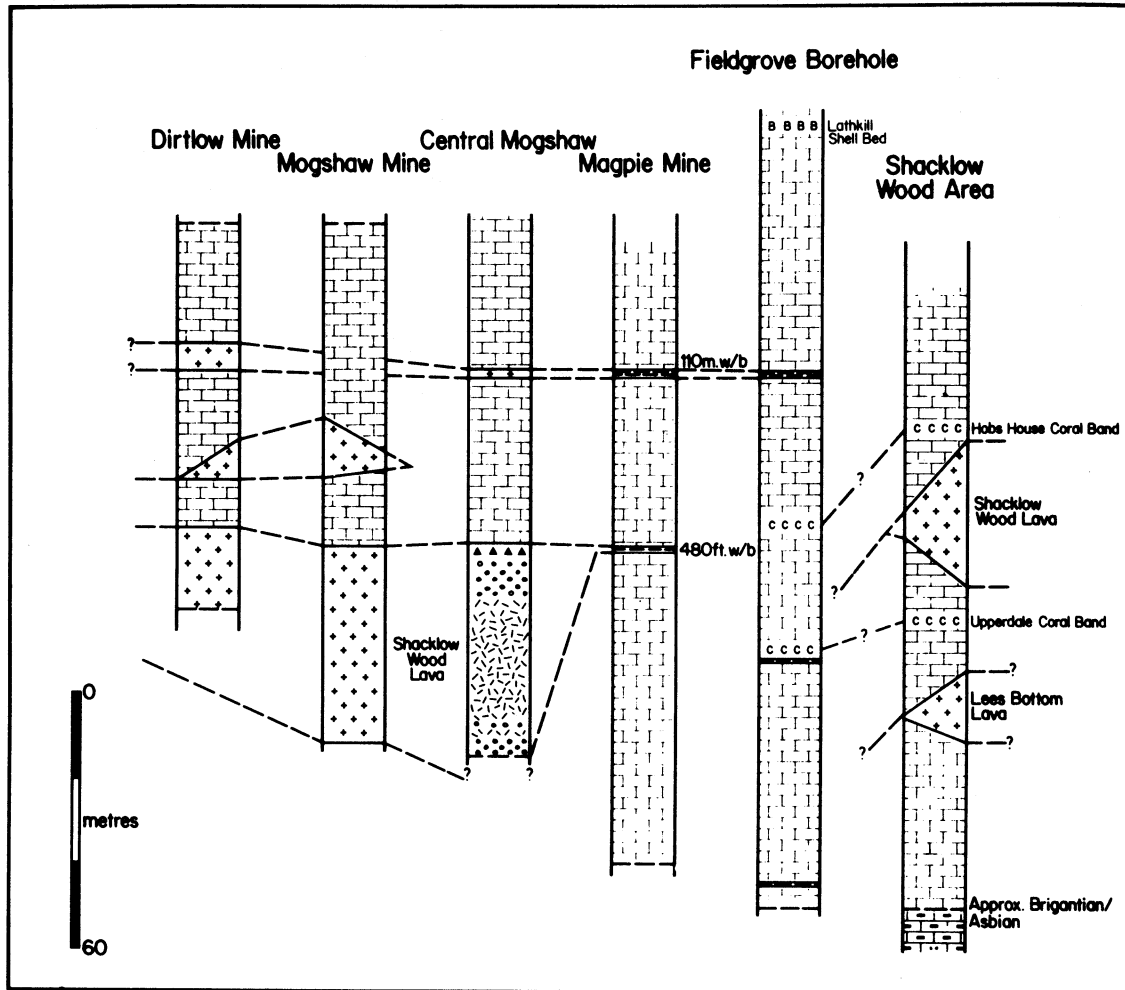 Fieldgrove Borehole
B B B B
Lathkill
Shell Bed
Dirtlow Mine
Central Mogshaw
Mogshaw Mine
Magpie Mine
Shacklow
Wood Area
?
?
110m.w/b
C C C C
Hobs House Coral Band
?
C C C C
480ft.w/b
Shacklow
Wood Lava
?
C C C C
Upperdale Coral Band
?
C C C C
Shacklow
Wood
Lava
?
Lees Bottom
Lava
?
?
0
?
?
metres
60
Approx. Brigantian/
Asbian